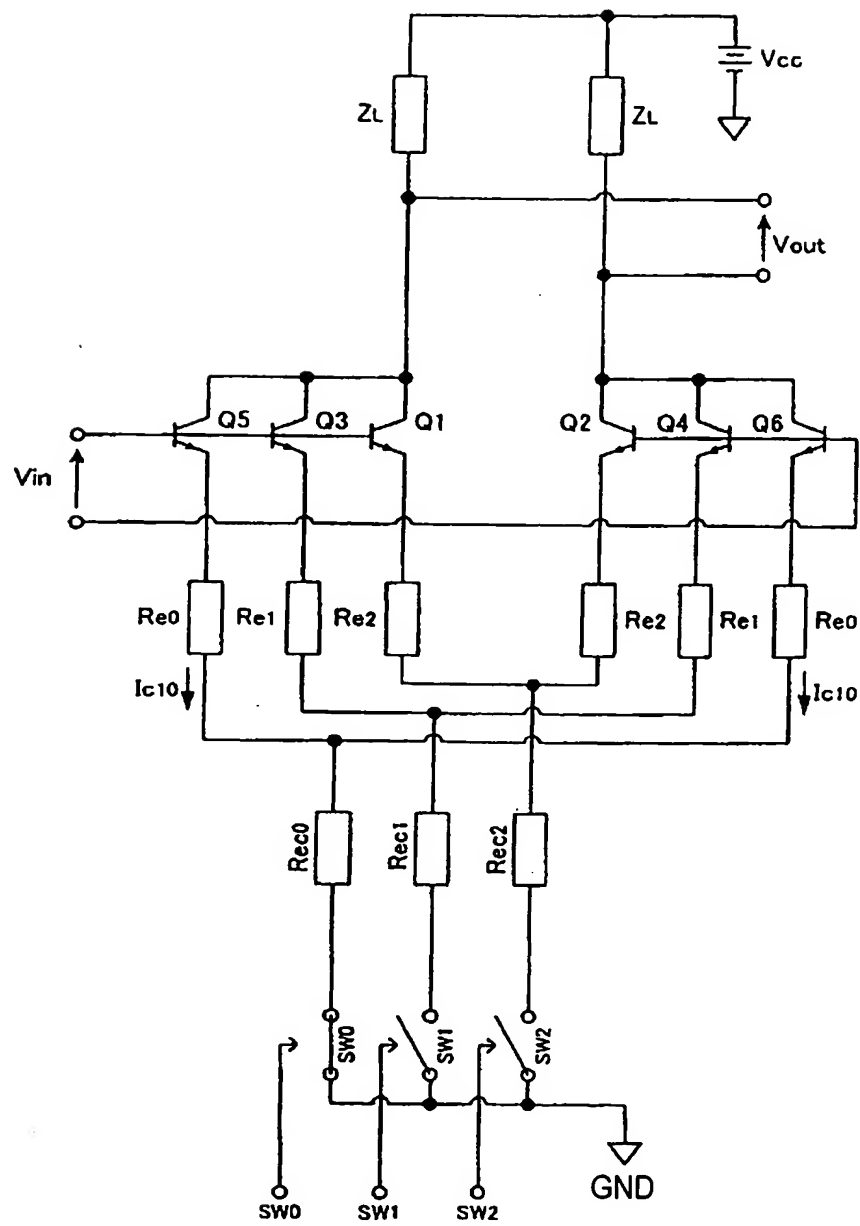 Vcc
ZL ZL
Vout
Q5 Q3 Q1 Q2 Q4 Q6
Vin
Re0 Re1 Re2 Re2 Re1 Re0
Ic10 Ic10
Rec0 Rec1 Rec2
SW0 SW1 SW2
GND
SW0 SW1 SW2